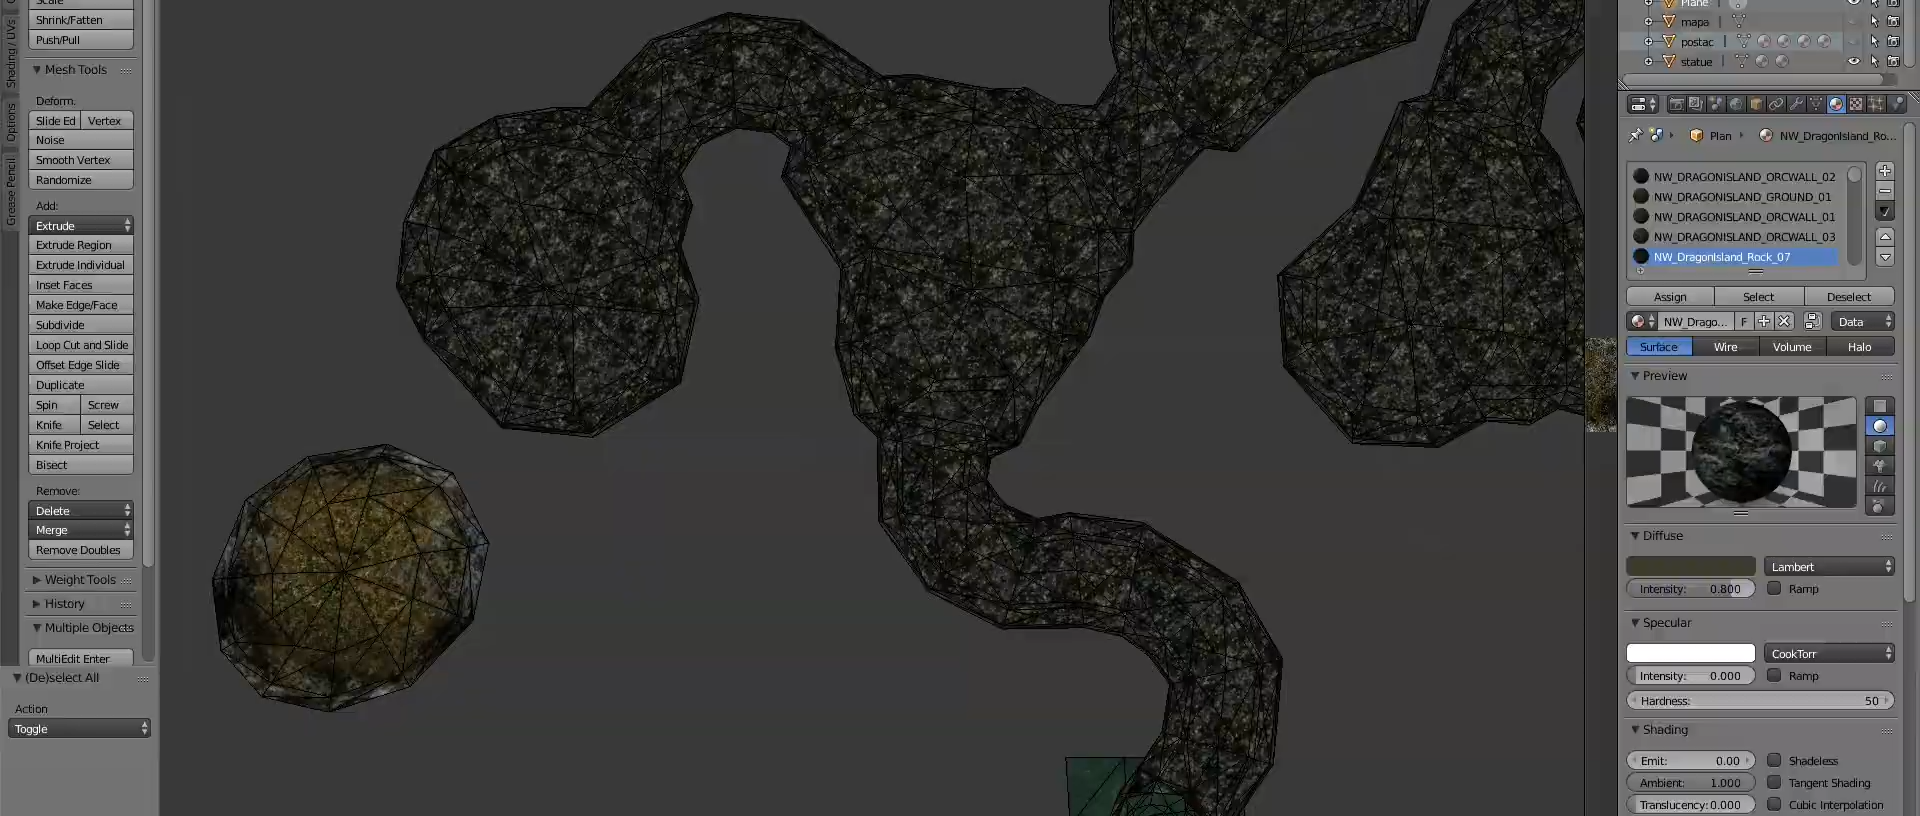 Scale
Shrink/Fatten
Push/Pull
Mesh Tools
Deform:
Slide Ed
Vertex
Noise
Smooth Vertex
Randomize
Add:
Extrude
Extrude Region
Extrude Individual
Inset Faces
Make Edge/Face
Subdivide
Loop Cut and Slide
Offset Edge Slide
Duplicate
Spin
Screw
Knife
Select
Knife Project
Bisect
Remove:
Delete
Merge
Remove Doubles
Weight Tools
History
Multiple Objects
MultiEdit Enter
(De)select All
Action
Toggle
Shading / UVs
Options
Grease Pencil
Plane
mapa
postac
statue
Plan
NW_DragonIsland_Ro...
NW_DRAGONISLAND_ORCWALL_02
NW_DRAGONISLAND_GROUND_01
NW_DRAGONISLAND_ORCWALL_01
NW_DRAGONISLAND_ORCWALL_03
NW_DragonIsland_Rock_07
Assign
Select
Deselect
NW_Drago...
F
Data
Surface
Wire
Volume
Halo
Preview
Diffuse
Lambert
Intensity: 0.800
Ramp
Specular
CookTorr
Intensity: 0.000
Ramp
Hardness: 50
Shading
Emit: 0.00
Shadeless
Ambient: 1.000
Tangent Shading
Translucency: 0.000
Cubic Interpolation